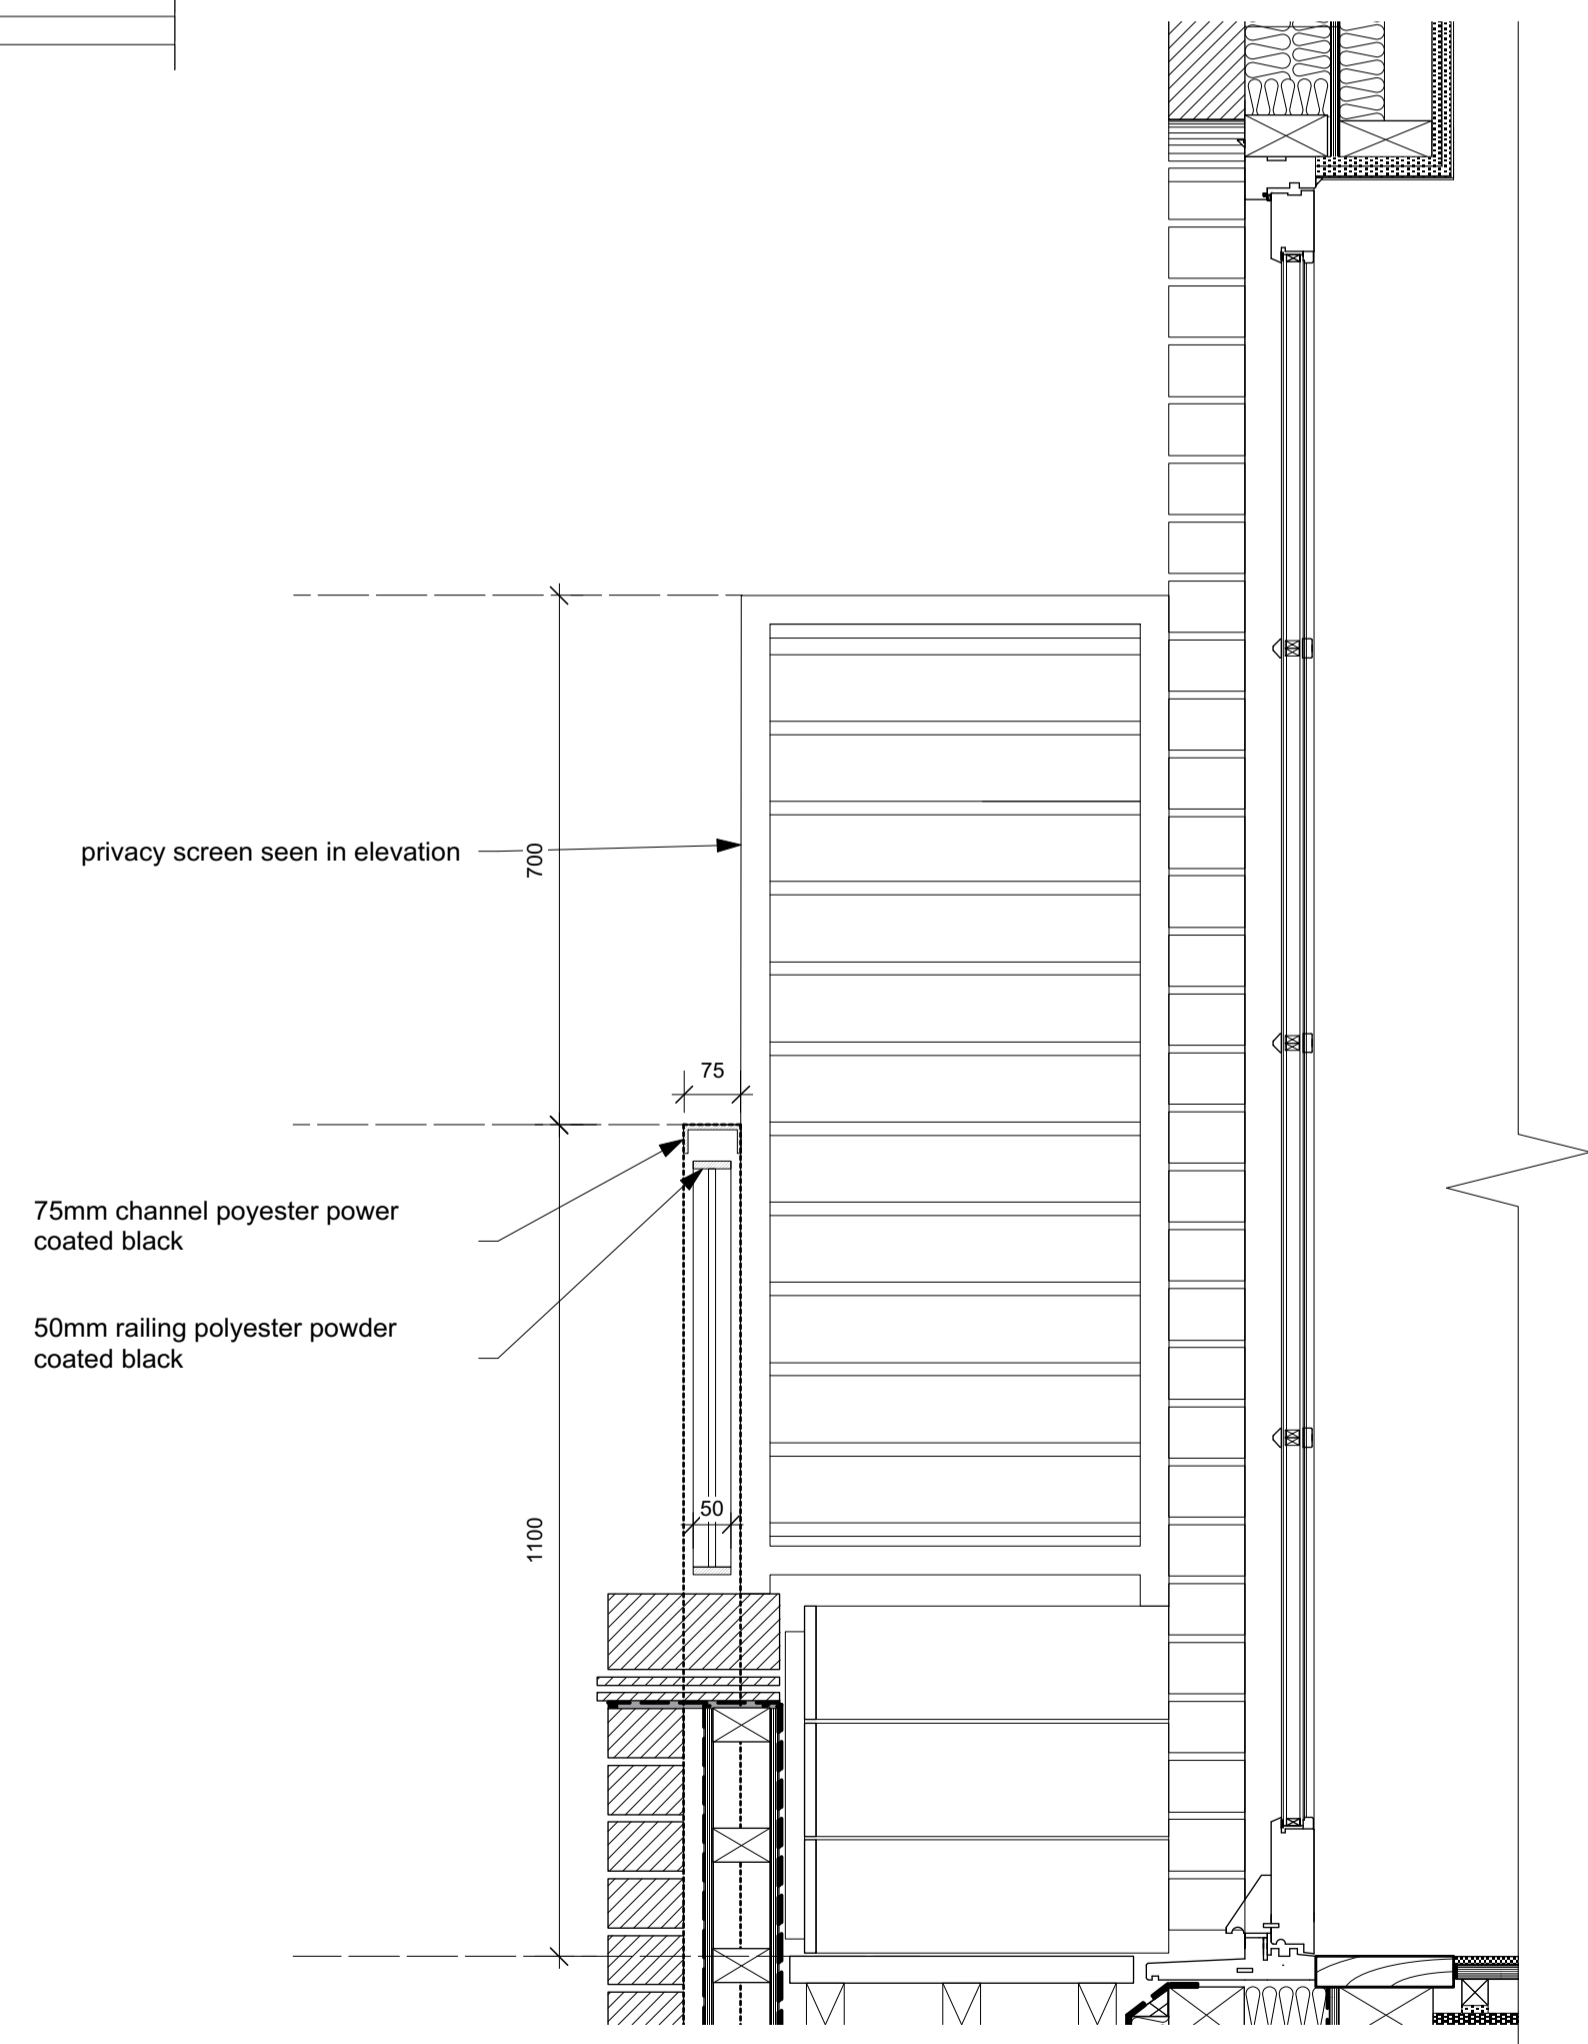 privacy screen seen in elevation
700
75
75mm channel poyester power
coated black
50mm railing polyester powder
coated black
50
1100